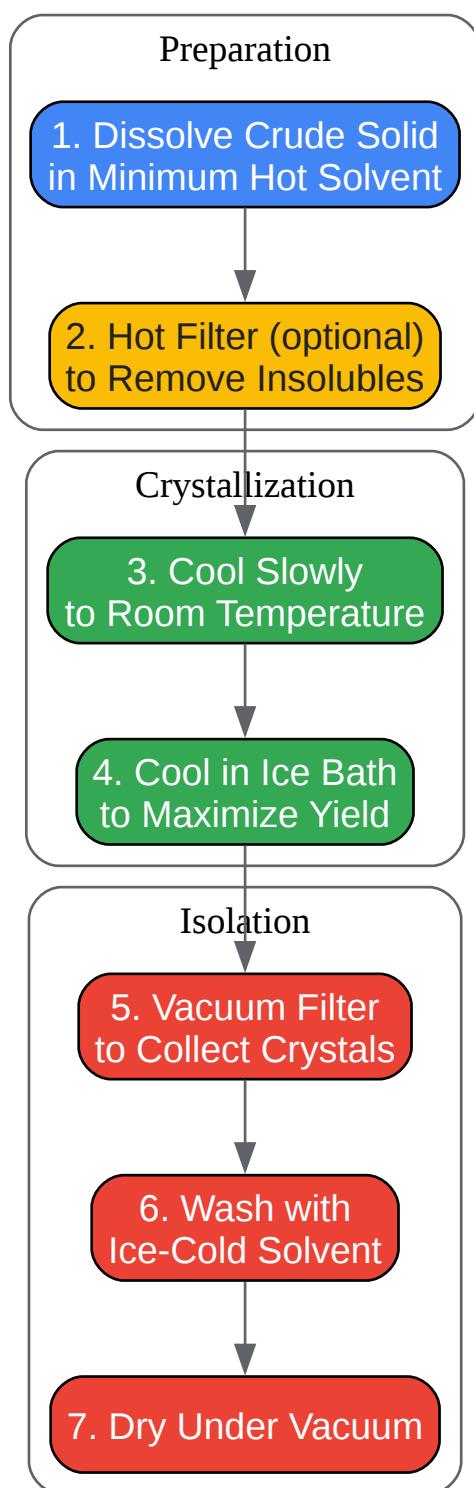 Preparation
1. Dissolve Crude Solid
in Minimum Hot Solvent
2. Hot Filter (optional)
to Remove Insolubles
Crystallization
3. Cool Slowly
to Room Temperature
4. Cool in Ice Bath
to Maximize Yield
Isolation
5. Vacuum Filter
to Collect Crystals
6. Wash with
Ice-Cold Solvent
7. Dry Under Vacuum